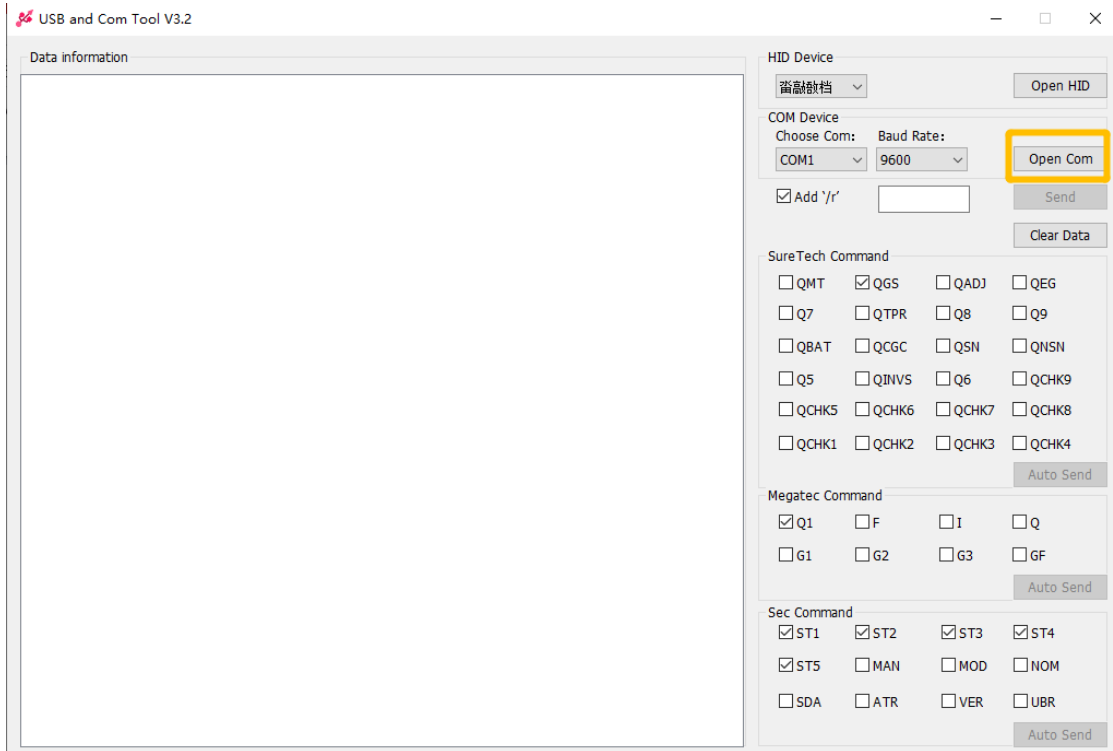 USB and Com Tool V3.2
Data information
HID Device
畓敲敮档 Open HID
COM Device
Choose Com: Baud Rate:
COM1 9600 Open Com
Add '/r' Send
Clear Data
SureTech Command
QMT QGS QADJ QEG
Q7 QTPR Q8 Q9
QBAT QCGC QSN QNSN
Q5 QINVS Q6 QCHK9
QCHK5 QCHK6 QCHK7 QCHK8
QCHK1 QCHK2 QCHK3 QCHK4
Auto Send
Megatec Command
Q1 F I Q
G1 G2 G3 GF
Auto Send
Sec Command
ST1 ST2 ST3 ST4
ST5 MAN MOD NOM
SDA ATR VER UBR
Auto Send